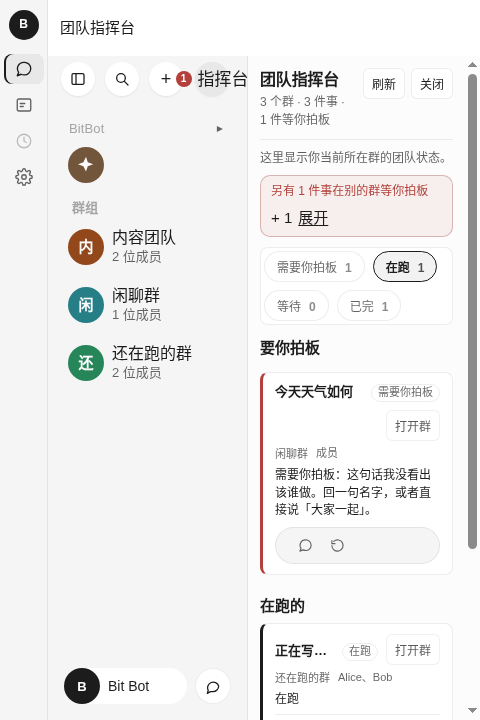 B
团队指挥台
+
1
指挥台
BitBot
群组
内
内容团队
2 位成员
闲
闲聊群
1 位成员
还
还在跑的群
2 位成员
B
Bit Bot
团队指挥台
刷新
关闭
3 个群 · 3 件事 ·
1 件等你拍板
这里显示你当前所在群的团队状态。
另有 1 件事在别的群等你拍板
+ 1 展开
需要你拍板 1
在跑 1
等待 0
已完 1
要你拍板
今天天气如何
需要你拍板
打开群
闲聊群 成员
需要你拍板：这句话我没看出
该谁做。回一句名字，或者直
接说「大家一起」。
在跑的
正在写…
在跑
打开群
还在跑的群 Alice、Bob
在跑